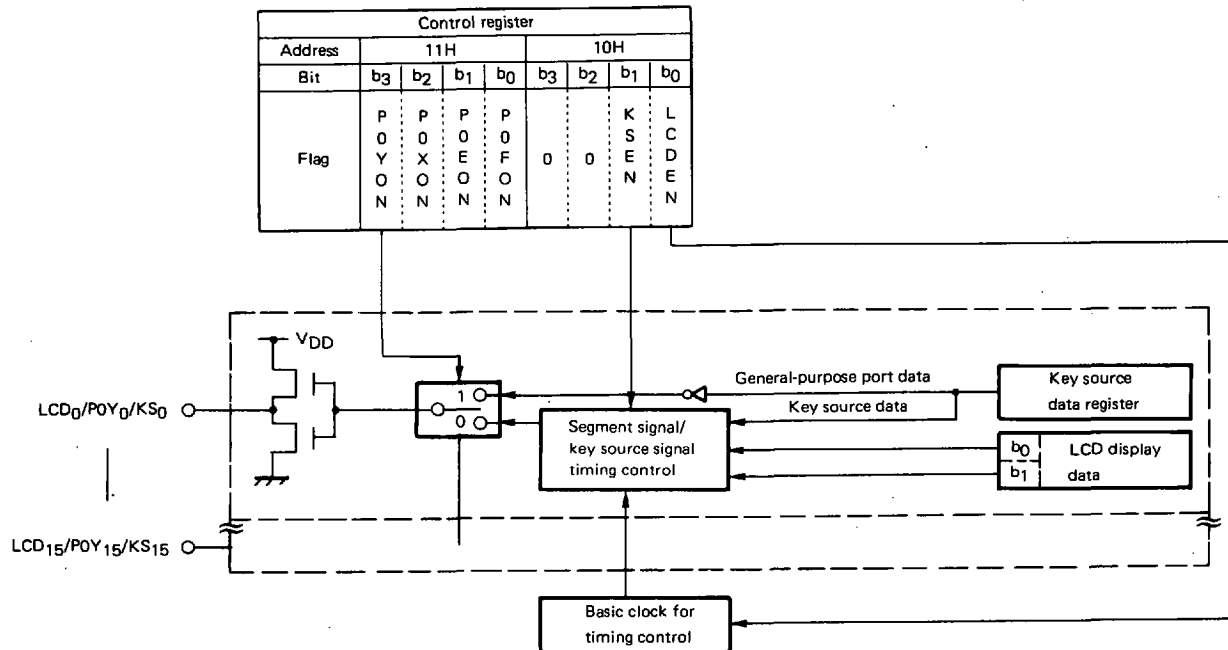 Control register
Address 11H 10H
Bit b3 b2 b1 b0 b3 b2 b1 b0
Flag P0YON P0XON P0EON P0FON 0 0 KSEN LCDEN
VDD
LCD0/P0Y0/KS0
1
0
General-purpose port data
Key source data
Key source
data register
Segment signal/
key source signal
timing control
b0 LCD display
b1 data
LCD15/P0Y15/KS15
Basic clock for
timing control